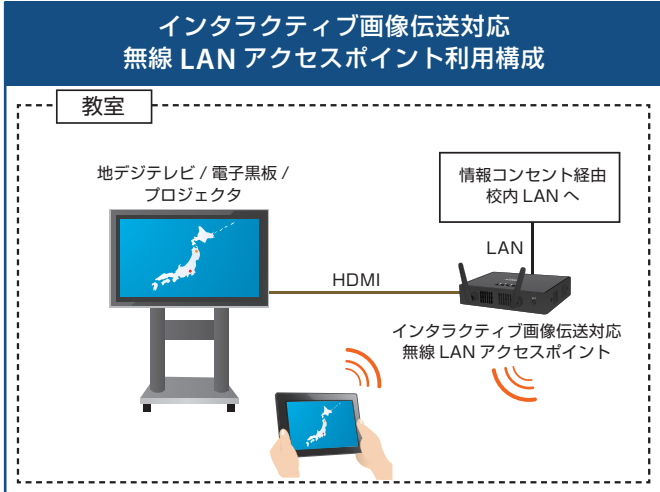 インタラクティブ画像伝送対応
無線 LAN アクセスポイント利用構成
教室
地デジテレビ / 電子黒板 /
プロジェクタ
情報コンセント経由
校内 LAN へ
LAN
HDMI
インタラクティブ画像伝送対応
無線 LAN アクセスポイント